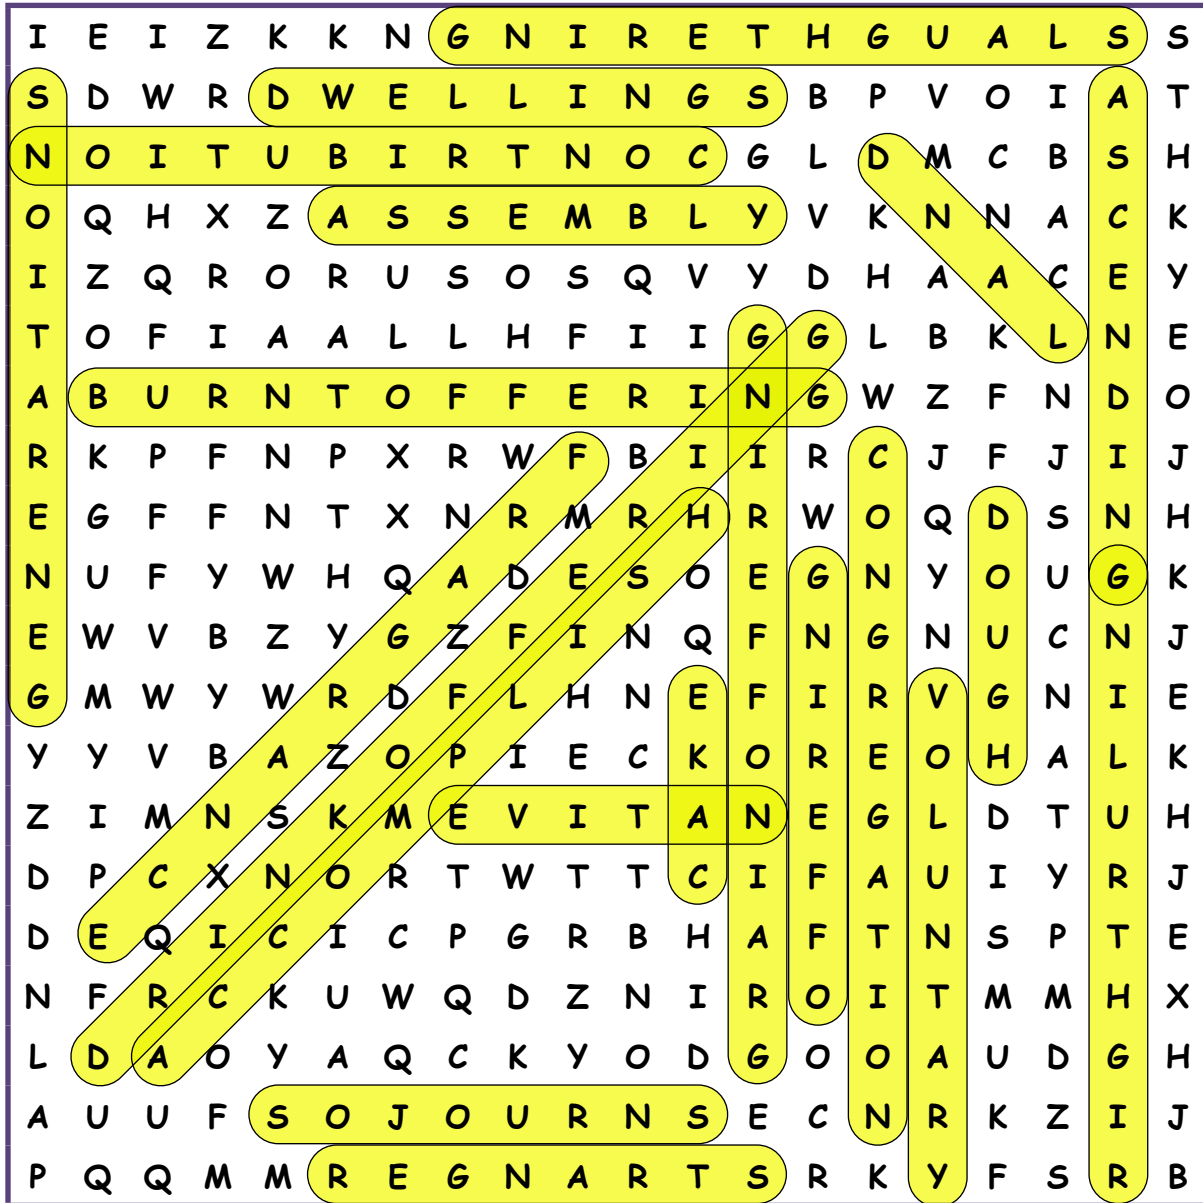 I E I Z K K N G N I R E T H G U A L S S
S D W R D W E L L I N G S B P V O I A T
N O I T U B I R T N O C G L D M C B S H
O Q H X Z A S S E M B L Y V K N N A C K
I Z Q R O R U S O S Q V Y D H A A C E Y
T O F I A A L L H F I I G G L B K L N E
A B U R N T O F F E R I N G W Z F N D O
R K P F N P X R W F B I I R C J F J I J
E G F F N T X N R M R H R W O Q D S N H
N U F Y W H Q A D E S O E G N Y O U G K
E W V B Z Y G Z F I N Q F N G N U C N J
G M W Y W R D F L H N E F I R V G N I E
Y Y V B A Z O P I E C K O R E O H A L K
Z I M N S K M E V I T A N E G L D T U H
D P C X N O R T W T T C I F A U I Y R J
D E Q I C I C P G R B H A F T N S P T E
N F R C K U W Q D Z N I R O I T M M H X
L D A O Y A Q C K Y O D G O O A U D G H
A U U F S O J O U R N S E C N R K Z I J
P Q Q M M R E G N A R T S R K Y F S R B